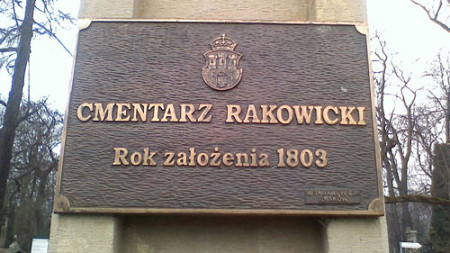 CMENTARZ RAKOWICKI
Rok założenia 1803